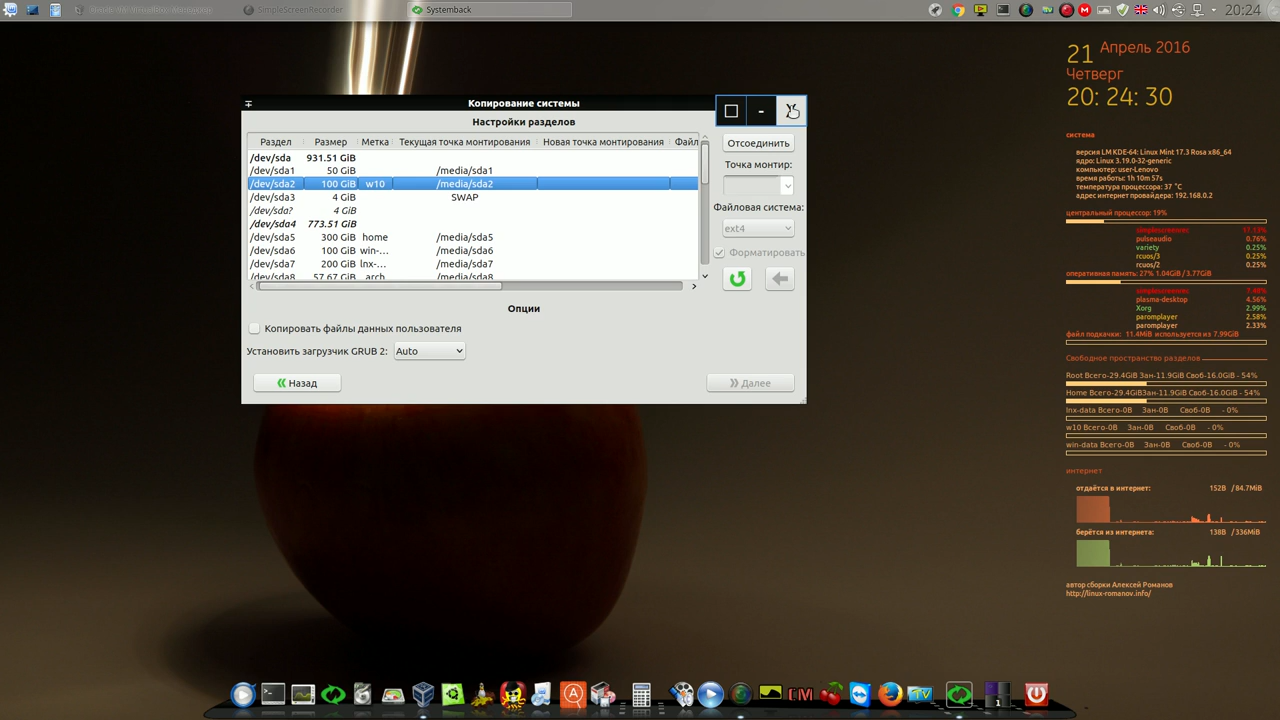 Oracle VM VirtualBox Менеджер
SimpleScreenRecorder
Systemback
20:24
Копирование системы
Настройки разделов
Раздел Размер Метка Текущая точка монтирования Новая точка монтирования Файл
/dev/sda 931.51 GiB
/dev/sda1 50 GiB /media/sda1
/dev/sda2 100 GiB w10 /media/sda2
/dev/sda3 4 GiB SWAP
/dev/sda? 4 GiB
/dev/sda4 773.51 GiB
/dev/sda5 300 GiB home /media/sda5
/dev/sda6 100 GiB win-... /media/sda6
/dev/sda7 200 GiB lnx-... /media/sda7
/dev/sda8 57.67 GiB arch /media/sda8
Отсоединить
Точка монтир:
Файловая система:
ext4
Форматировать
Опции
Копировать файлы данных пользователя
Установить загрузчик GRUB 2: Auto
Назад
Далее
21 Апрель 2016
Четверг
20: 24: 30
система
версия LM KDE-64: Linux Mint 17.3 Rosa x86_64
ядро: Linux 3.19.0-32-generic
компьютер: user-Lenovo
время работы: 1h 10m 57s
температура процессора: 37 °C
адрес интернет провайдера: 192.168.0.2
центральный процессор: 19%
simplescreenrec 17.13%
pulseaudio 0.76%
variety 0.25%
rcuos/3 0.25%
rcuos/2 0.25%
оперативная память: 27% 1.04GiB / 3.77GiB
simplescreenrec 7.48%
plasma-desktop 4.56%
Xorg 2.99%
paromplayer 2.58%
paromplayer 2.33%
файл подкачки: 11.4MiB используется из 7.99GiB
Свободное пространство разделов
Root Всего-29.4GiB Зан-11.9GiB Своб-16.0GiB - 54%
Home Всего-29.4GiBЗан-11.9GiB Своб-16.0GiB - 54%
lnx-data Всего-0B Зан-0B Своб-0B - 0%
w10 Всего-0B Зан-0B Своб-0B - 0%
win-data Всего-0B Зан-0B Своб-0B - 0%
интернет
отдаётся в интернет: 152B / 84.7MiB
берётся из интернета: 138B / 336MiB
автор сборки Алексей Романов
http://linux-romanov.info/